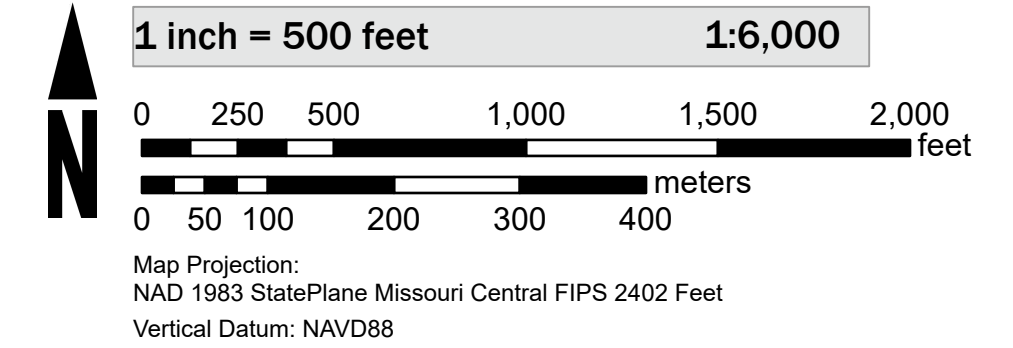 N
1 inch = 500 feet 1:6,000
0 250 500 1,000 1,500 2,000
feet
meters
0 50 100 200 300 400
Map Projection:
NAD 1983 StatePlane Missouri Central FIPS 2402 Feet
Vertical Datum: NAVD88